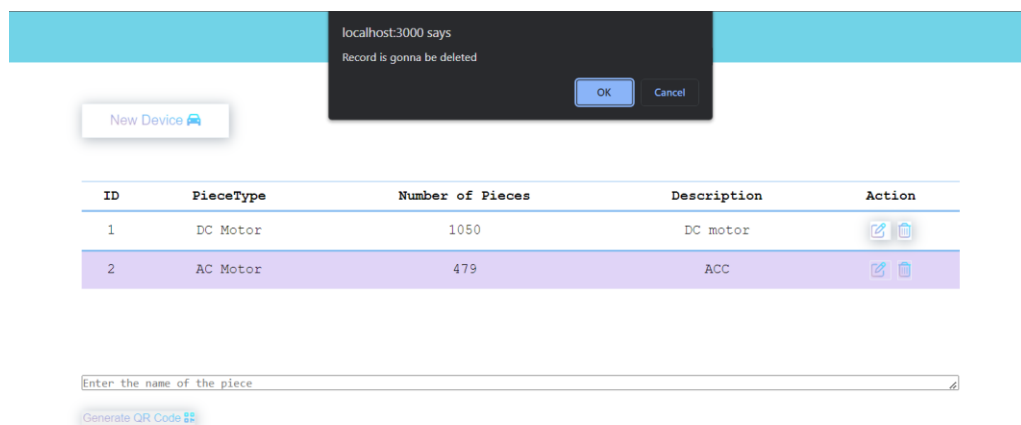 localhost:3000 says
Record is gonna be deleted
OK Cancel
New Device
ID PieceType Number of Pieces Description Action
1 DC Motor 1050 DC motor
2 AC Motor 479 ACC
Enter the name of the piece
Generate QR Code